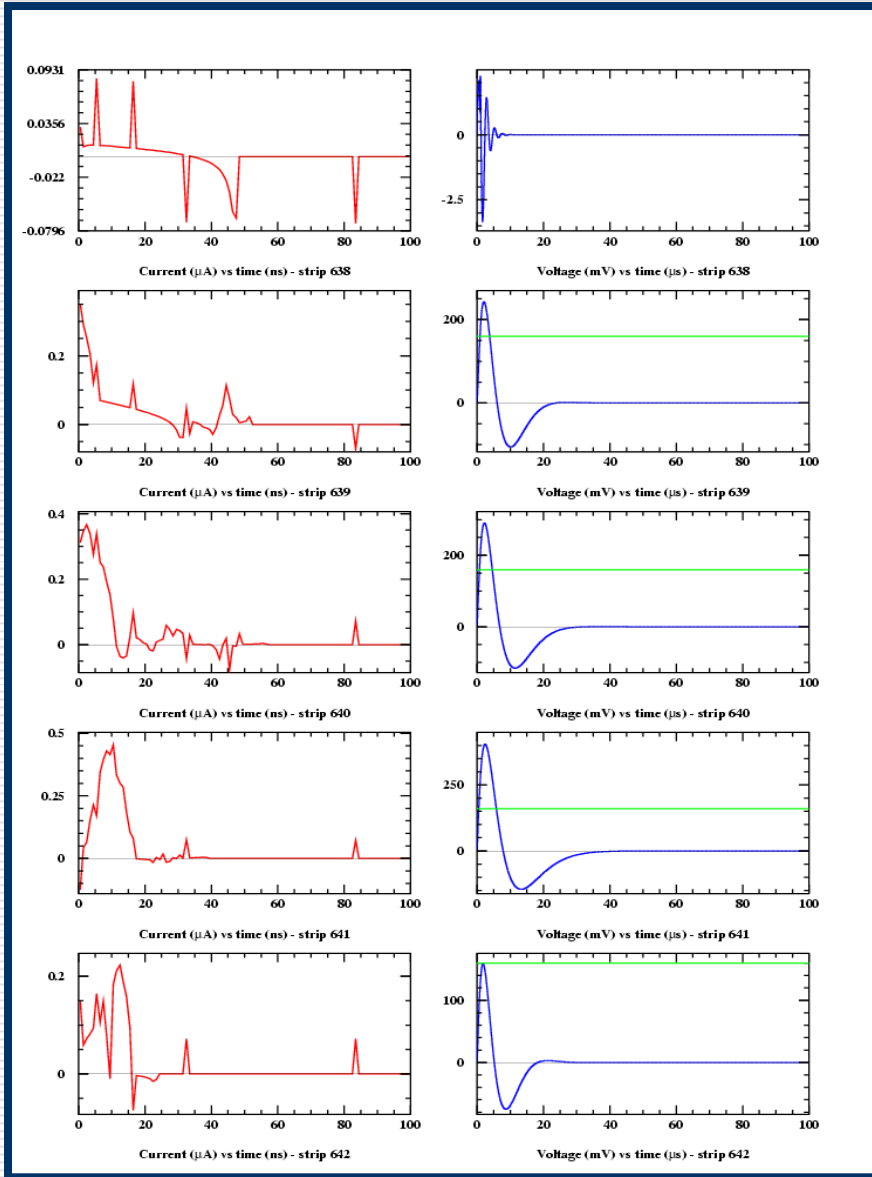 0.0931
0.0356
-0.022
-0.0796
0 20 40 60 80 100
Current (μA) vs time (ns) - strip 638
0
-2.5
0 20 40 60 80 100
Voltage (mV) vs time (μs) - strip 638
0.2
0
0 20 40 60 80 100
Current (μA) vs time (ns) - strip 639
200
0
0 20 40 60 80 100
Voltage (mV) vs time (μs) - strip 639
0.4
0.2
0
0 20 40 60 80 100
Current (μA) vs time (ns) - strip 640
200
0
0 20 40 60 80 100
Voltage (mV) vs time (μs) - strip 640
0.5
0.25
0
0 20 40 60 80 100
Current (μA) vs time (ns) - strip 641
250
0
0 20 40 60 80 100
Voltage (mV) vs time (μs) - strip 641
0.2
0
0 20 40 60 80 100
Current (μA) vs time (ns) - strip 642
100
0
0 20 40 60 80 100
Voltage (mV) vs time (μs) - strip 642